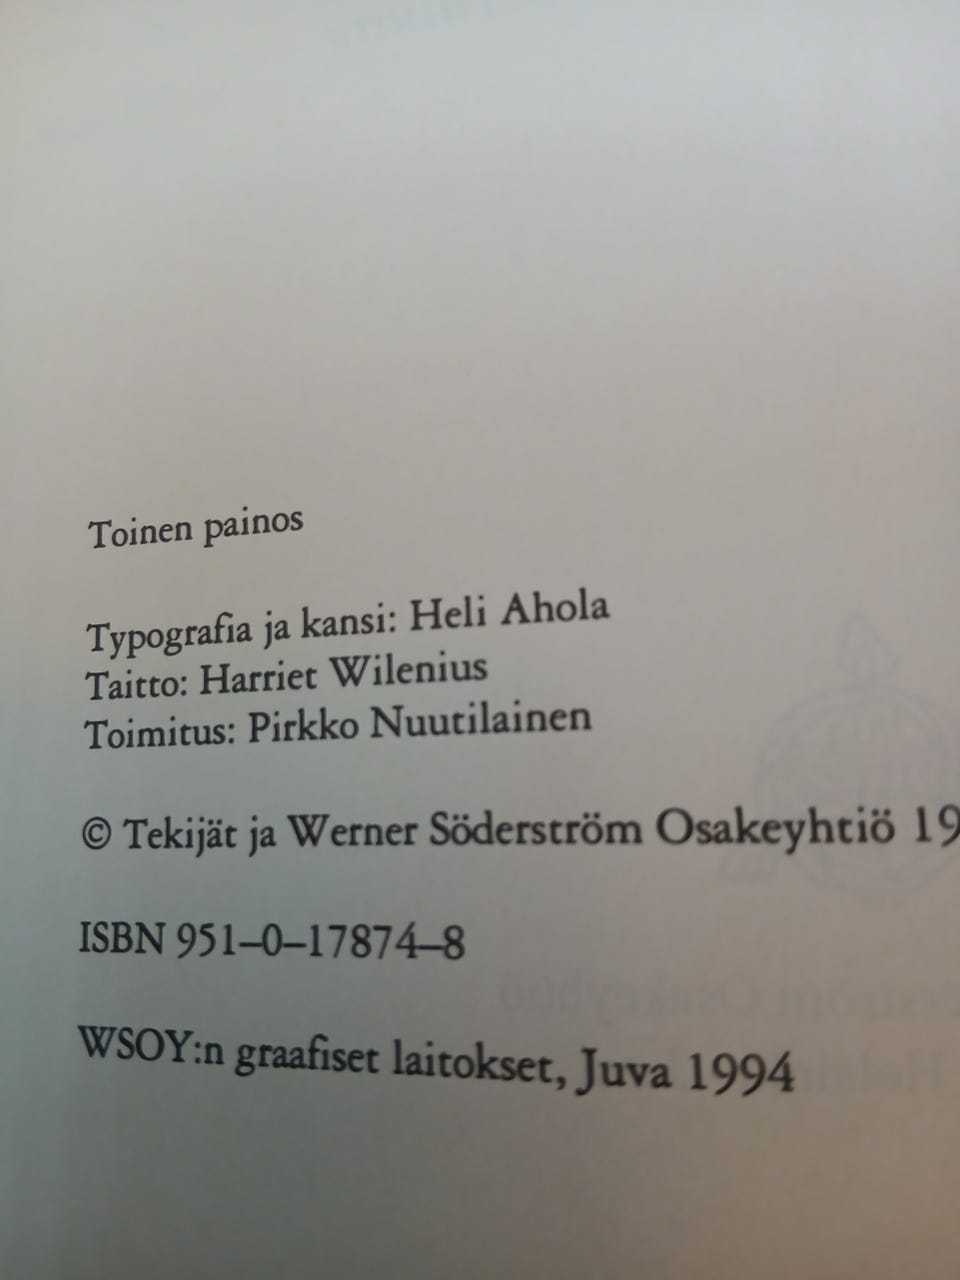 Toinen painos
Typografia ja kansi: Heli Ahola
Taitto: Harriet Wilenius
Toimitus: Pirkko Nuutilainen
© Tekijät ja Werner Söderström Osakeyhtiö 19
ISBN 951–0–17874–8
WSOY:n graafiset laitokset, Juva 1994